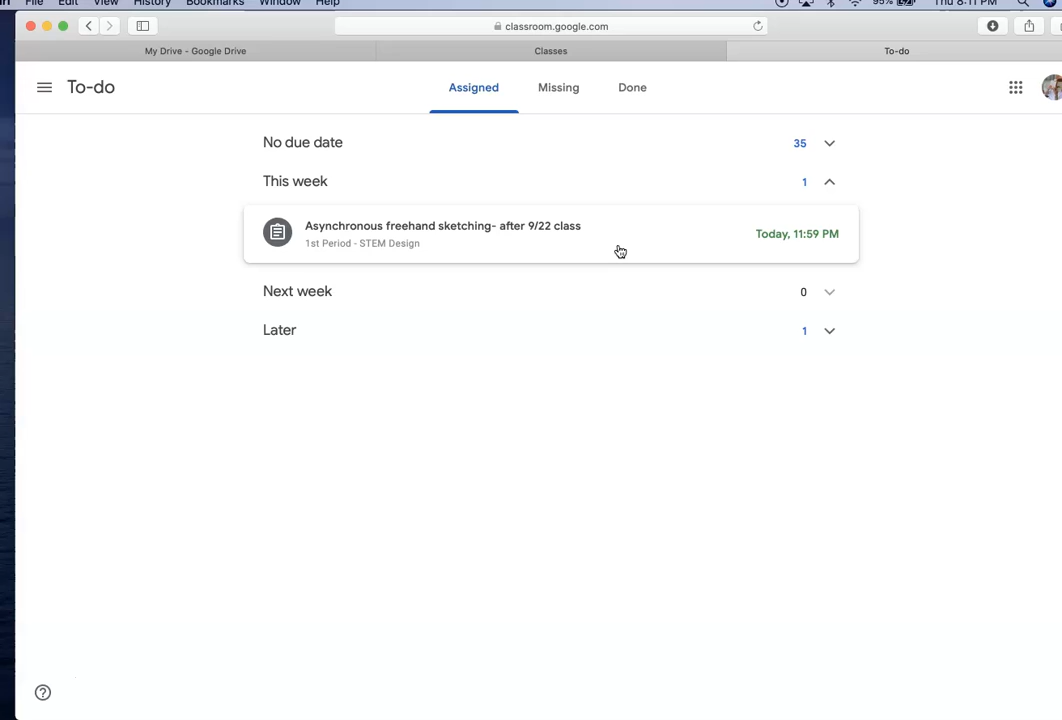 File Edit View History Bookmarks Window Help 95% Thu 8:11 PM
classroom.google.com
My Drive - Google Drive Classes To-do
To-do Assigned Missing Done
No due date 35
This week 1
Asynchronous freehand sketching- after 9/22 class
1st Period - STEM Design
Today, 11:59 PM
Next week 0
Later 1